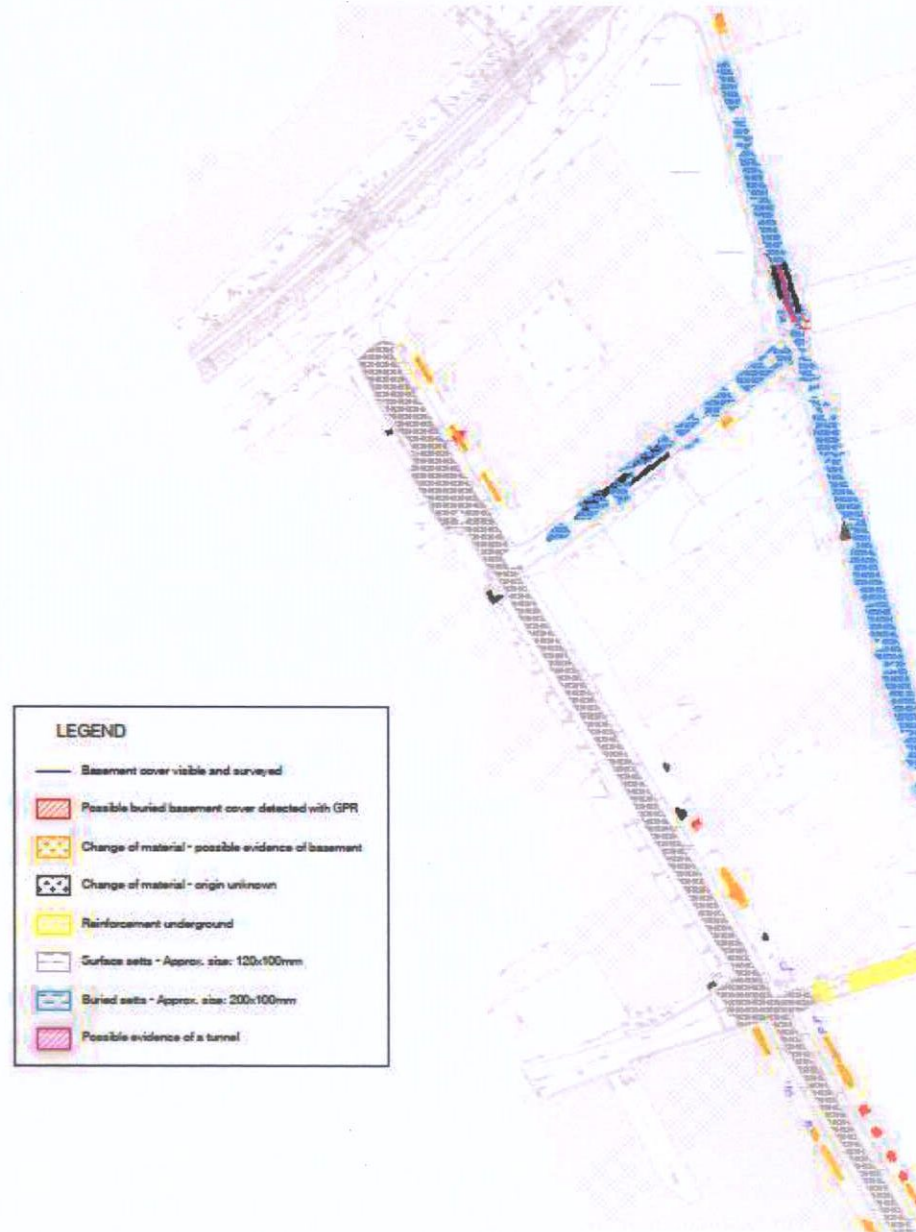 LEGEND
Basement cover visible and surveyed
Possible buried basement cover detected with GPR
Change of material - possible evidence of basement
Change of material - origin unknown
Reinforcement underground
Surface setts - Approx. size: 120x100mm
Buried setts - Approx. size: 200x100mm
Possible evidence of a tunnel